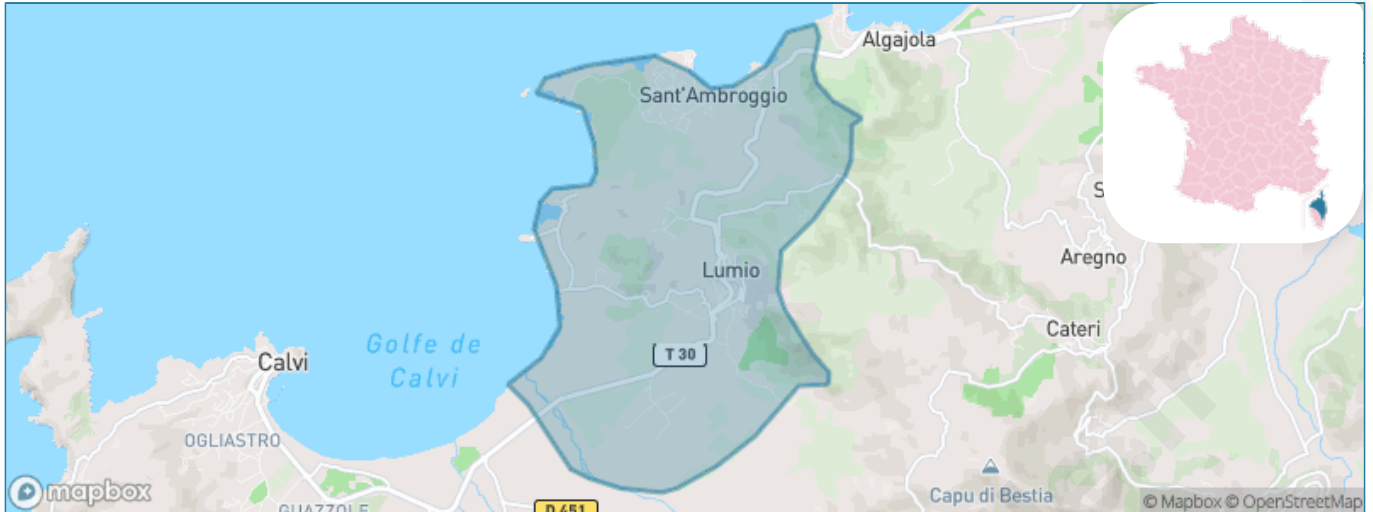 Algajola
Sant'Ambroggio
S
Aregno
Lumio
Cateri
T 30
Golfe de
Calvi
Calvi
OGLIASTRO
Capu di Bestia
mapbox
GUAZZOLE
D 451
© Mapbox © OpenStreetMap